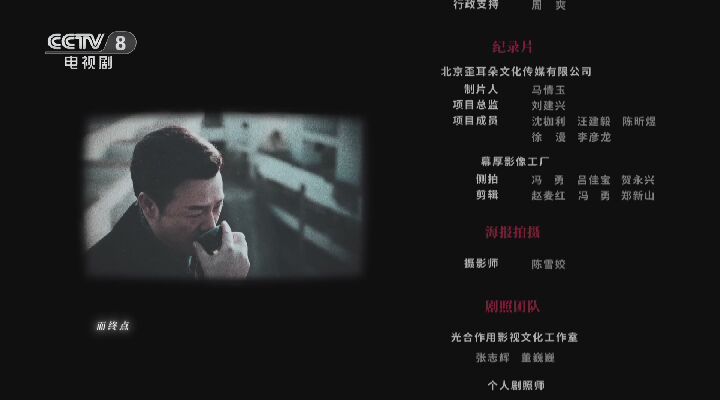 CCTV 8
电视剧
行政支持 周爽
纪录片
北京歪耳朵文化传媒有限公司
制片人 马倩玉
项目总监 刘建兴
项目成员 沈枷利 汪建毅 陈昕煜
徐漫 李彦龙
幕厚影像工厂
侧拍 冯勇 吕佳宝 贺永兴
剪辑 赵麦红 冯勇 郑新山
海报拍摄
摄影师 陈雪姣
剧照团队
光合作用影视文化工作室
张志辉 董巍巍
个人剧照师
而终点